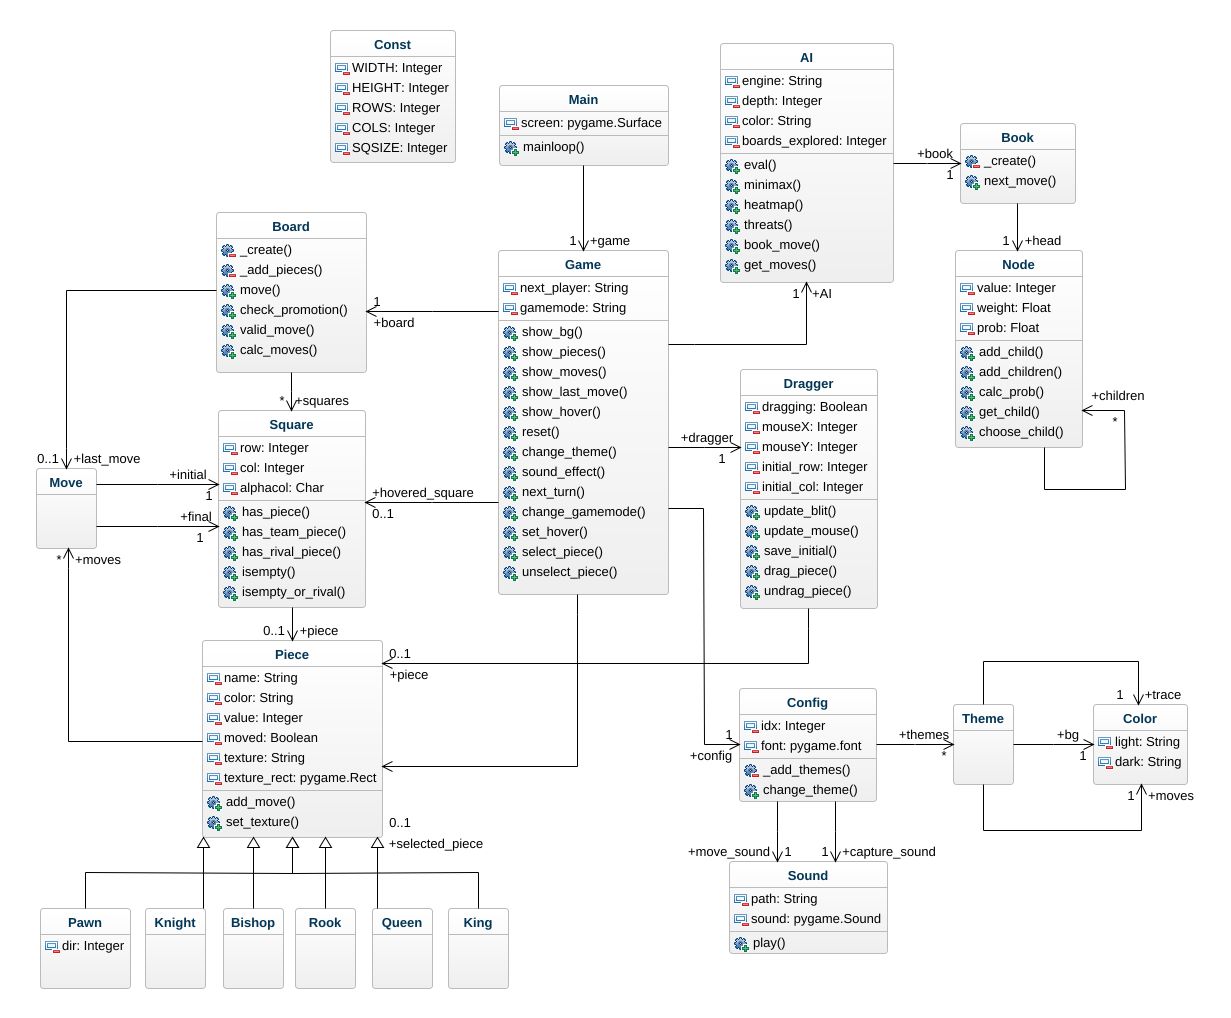 Const
WIDTH: Integer
HEIGHT: Integer
ROWS: Integer
COLS: Integer
SQSIZE: Integer
Main
screen: pygame.Surface
mainloop()
AI
engine: String
depth: Integer
color: String
boards_explored: Integer
eval()
minimax()
heatmap()
threats()
book_move()
get_moves()
+book
1
Book
_create()
next_move()
1 +head
Node
value: Integer
weight: Float
prob: Float
add_child()
add_children()
calc_prob()
get_child()
choose_child()
+children
*
Board
_create()
_add_pieces()
move()
check_promotion()
valid_move()
calc_moves()
1 +game
Game
next_player: String
gamemode: String
show_bg()
show_pieces()
show_moves()
show_last_move()
show_hover()
reset()
change_theme()
sound_effect()
next_turn()
change_gamemode()
set_hover()
select_piece()
unselect_piece()
1
+board
1 +AI
* +squares
Square
row: Integer
col: Integer
alphacol: Char
has_piece()
has_team_piece()
has_rival_piece()
isempty()
isempty_or_rival()
0..1 +last_move
Move
+initial
1
+final
1
* +moves
+hovered_square
0..1
+dragger
1
Dragger
dragging: Boolean
mouseX: Integer
mouseY: Integer
initial_row: Integer
initial_col: Integer
update_blit()
update_mouse()
save_initial()
drag_piece()
undrag_piece()
0..1 +piece
Piece
name: String
color: String
value: Integer
moved: Boolean
texture: String
texture_rect: pygame.Rect
add_move()
set_texture()
0..1
+piece
0..1
+selected_piece
1
+config
Config
idx: Integer
font: pygame.font
_add_themes()
change_theme()
+themes
*
Theme
+bg
1
1 +trace
Color
light: String
dark: String
1 +moves
+move_sound 1
1 +capture_sound
Sound
path: String
sound: pygame.Sound
play()
Pawn
dir: Integer
Knight
Bishop
Rook
Queen
King